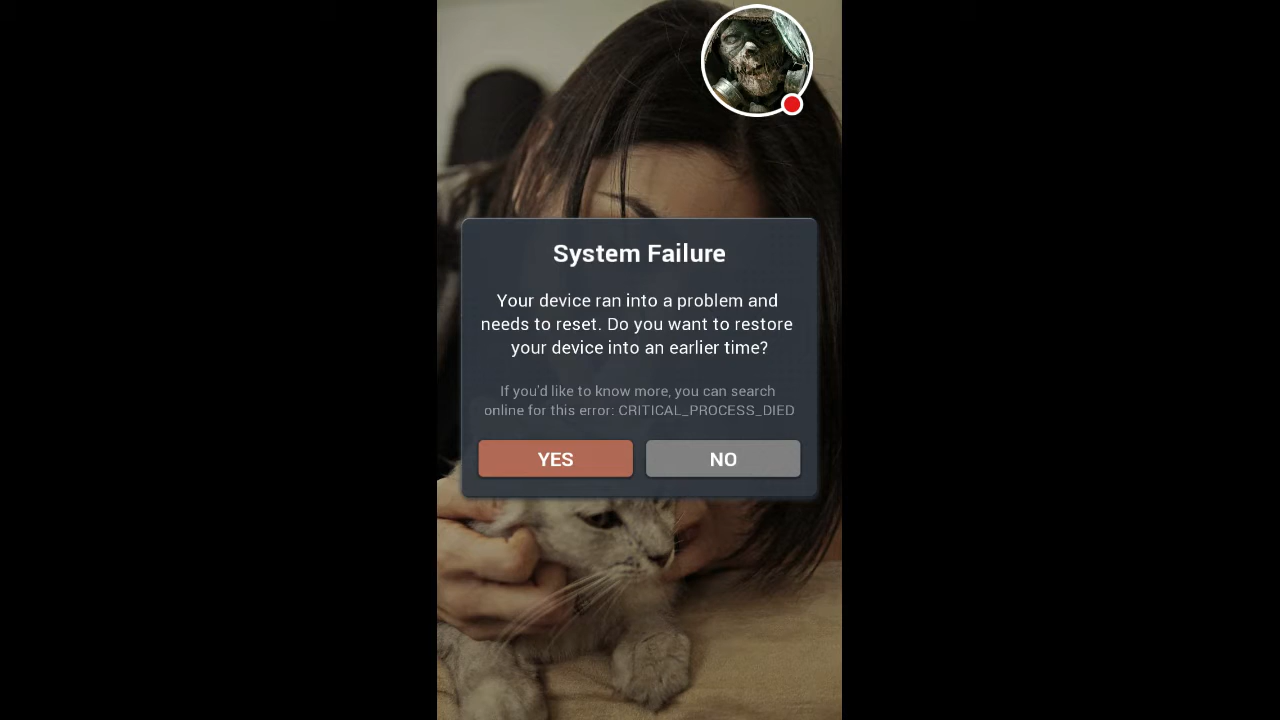 System Failure
Your device ran into a problem and
needs to reset. Do you want to restore
your device into an earlier time?
If you'd like to know more, you can search
online for this error: CRITICAL_PROCESS_DIED
YES
NO